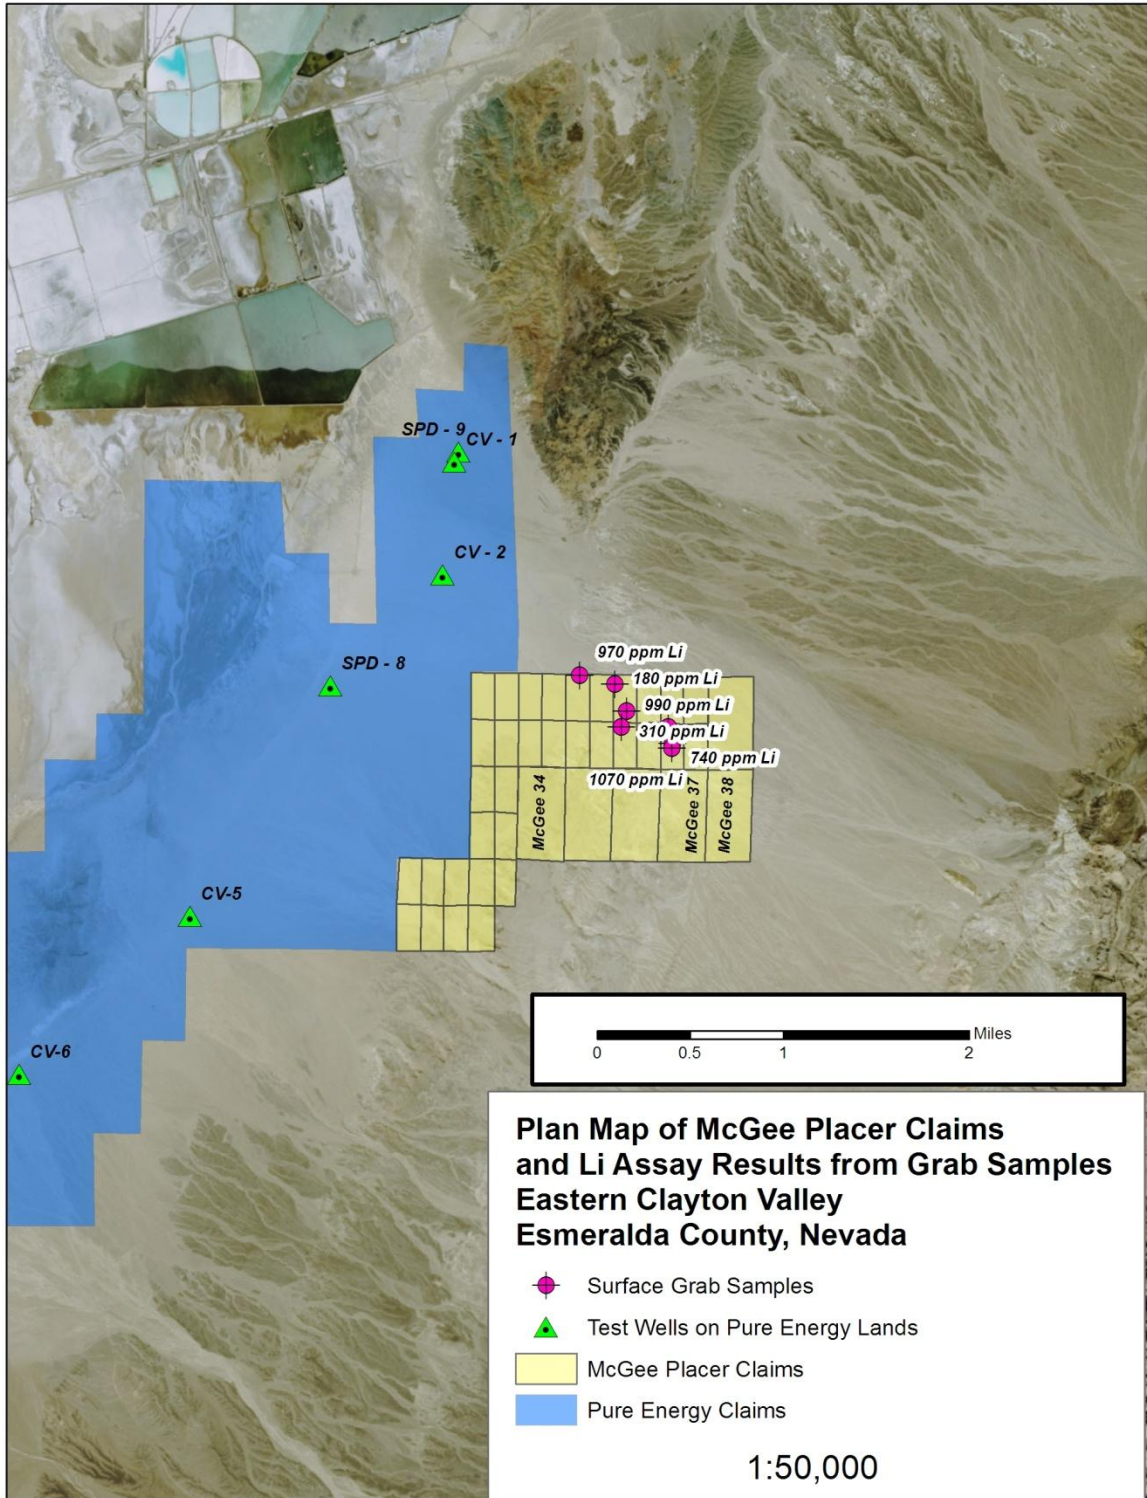 SPD - 9
CV - 1
CV - 2
SPD - 8
970 ppm Li
180 ppm Li
990 ppm Li
310 ppm Li
740 ppm Li
1070 ppm Li
McGee 34
McGee 37
McGee 38
CV-5
CV-6
Miles
0 0.5 1 2
Plan Map of McGee Placer Claims
and Li Assay Results from Grab Samples
Eastern Clayton Valley
Esmeralda County, Nevada
Surface Grab Samples
Test Wells on Pure Energy Lands
McGee Placer Claims
Pure Energy Claims
1:50,000